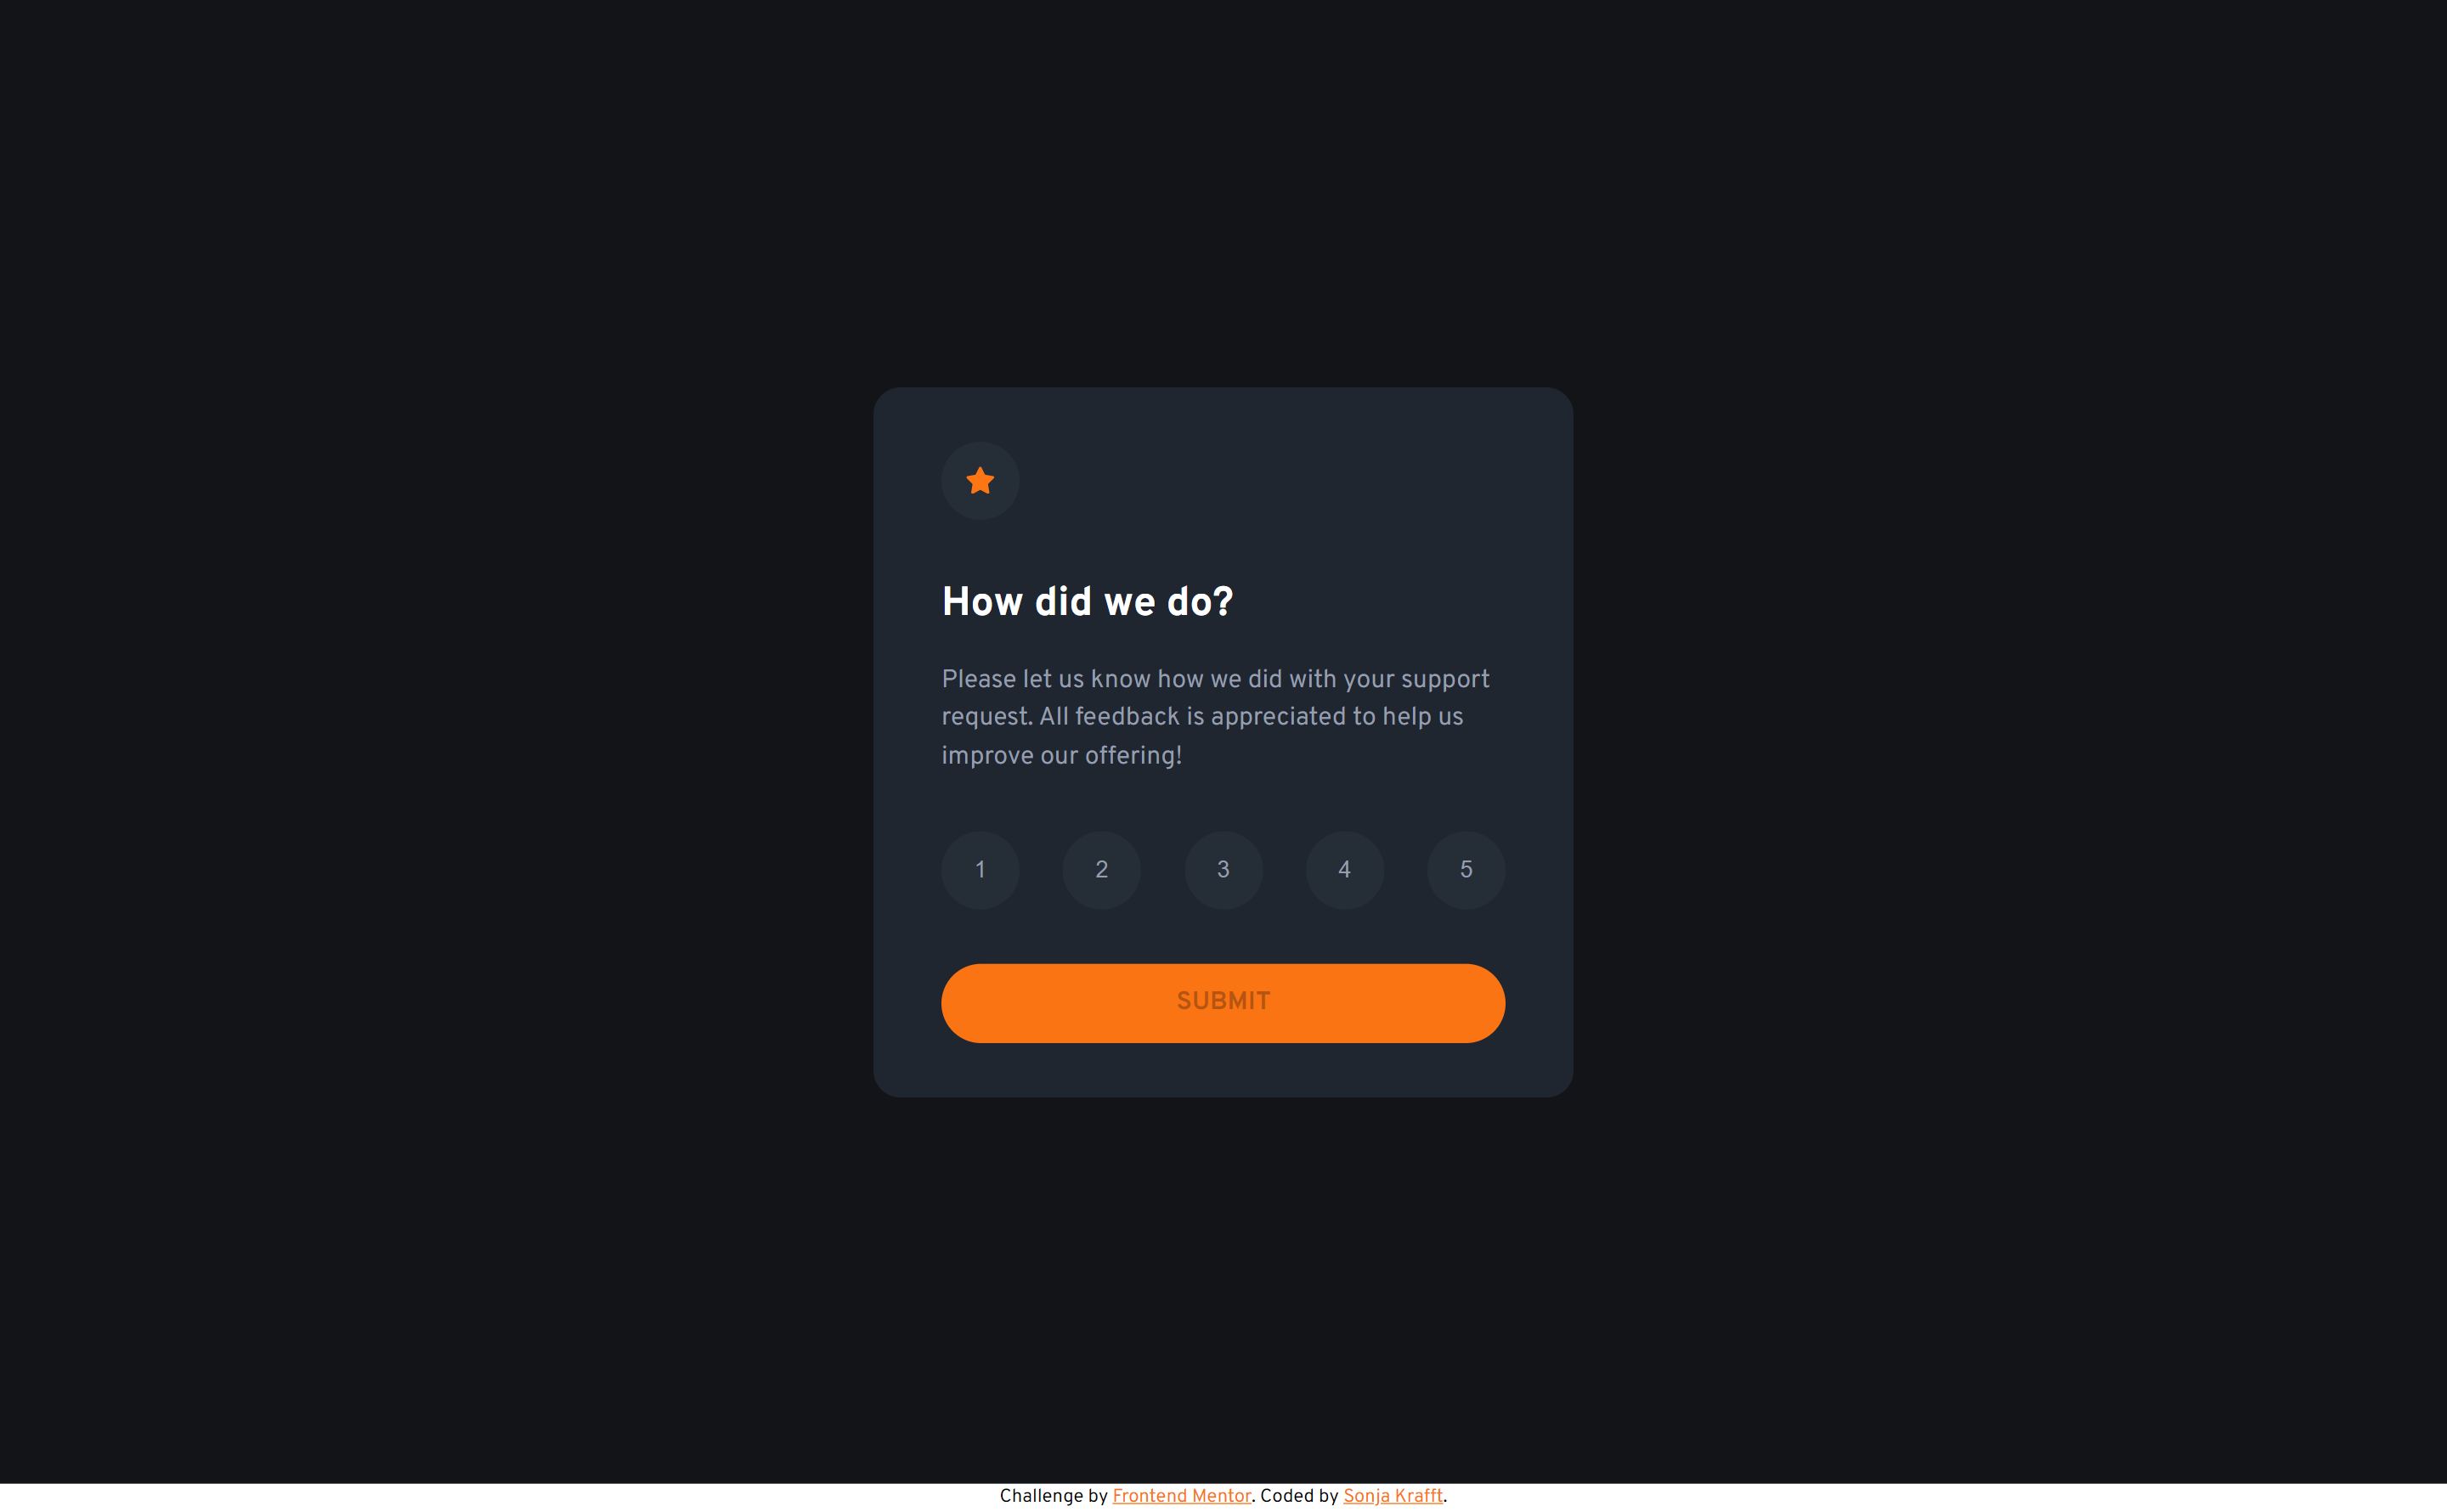 How did we do?
Please let us know how we did with your support
request. All feedback is appreciated to help us
improve our offering!
1 2 3 4 5
SUBMIT
Challenge by Frontend Mentor. Coded by Sonja Krafft.